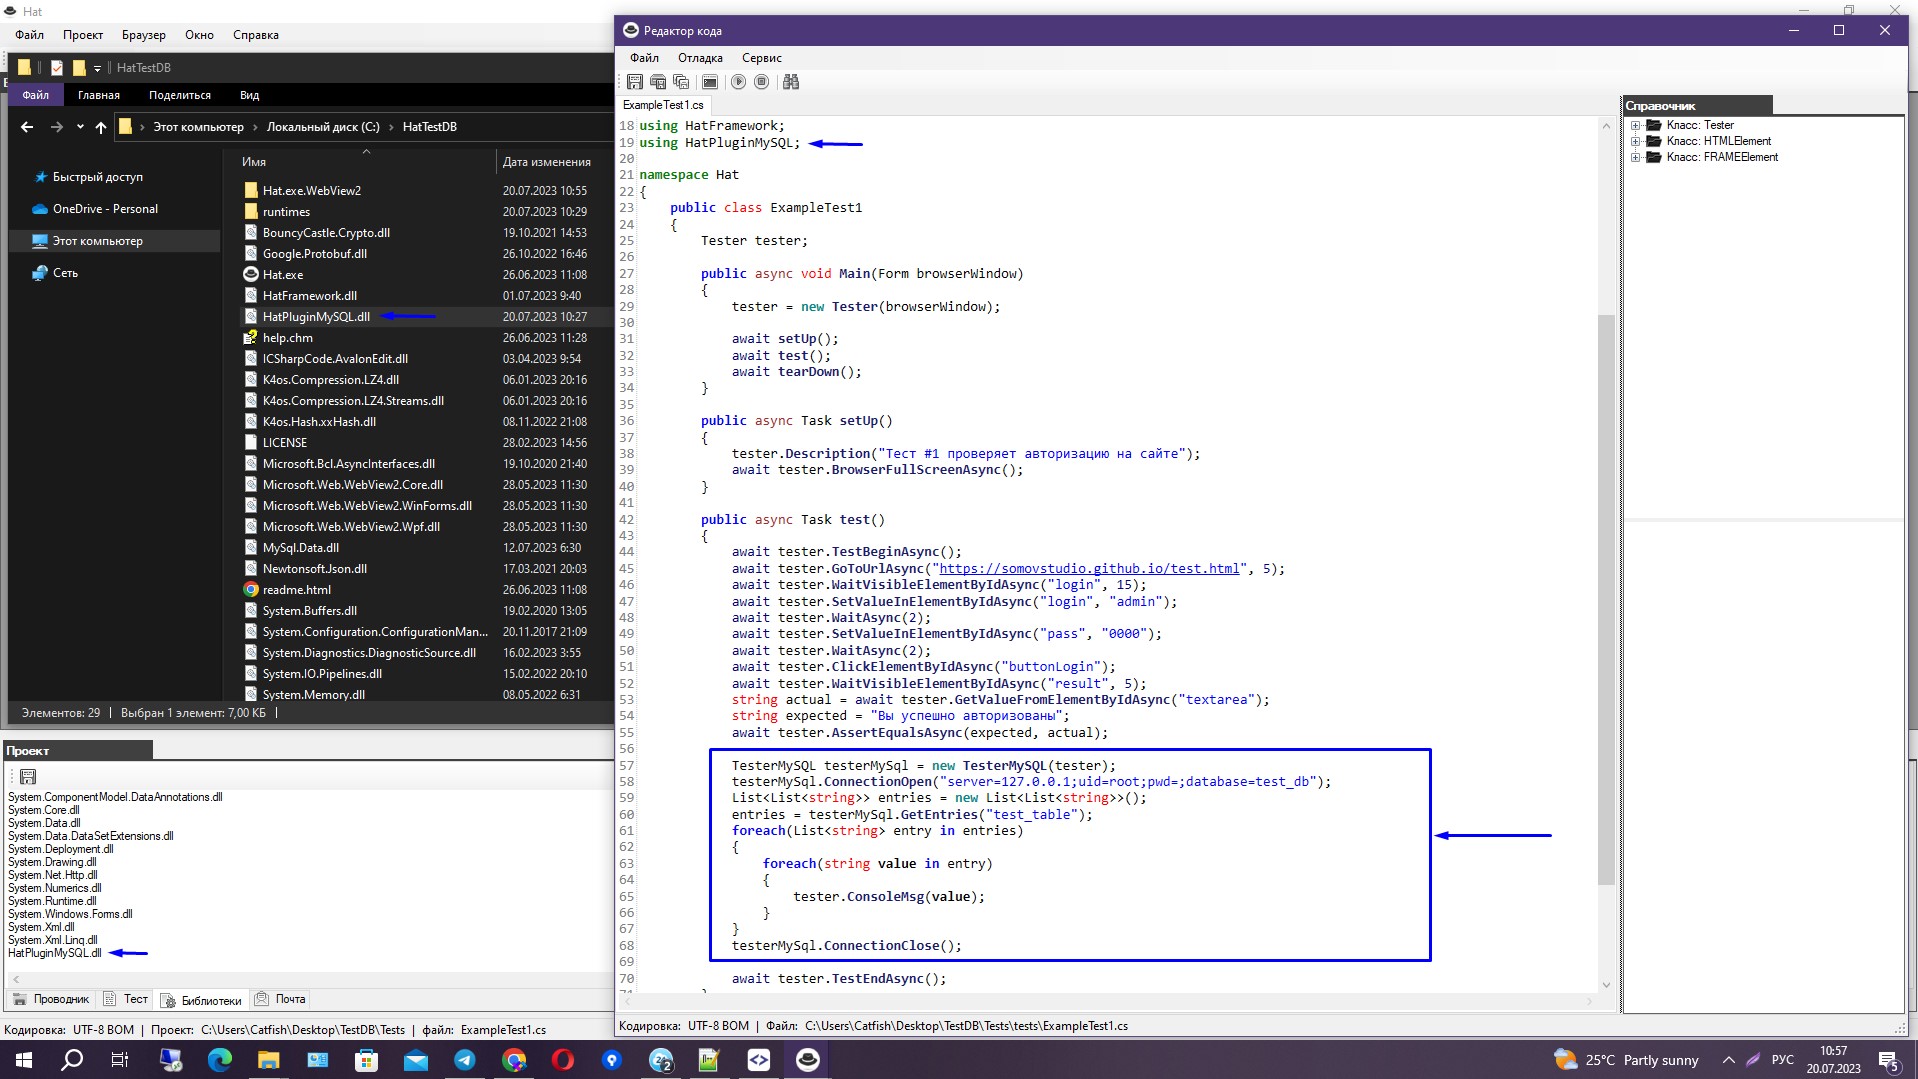 Hat
Файл Проект Браузер Окно Справка
HatTestDB
Файл Главная Поделиться Вид
Этот компьютер > Локальный диск (C:) > HatTestDB
Быстрый доступ
OneDrive - Personal
Этот компьютер
Сеть
Имя Дата изменения
Hat.exe.WebView2 20.07.2023 10:55
runtimes 20.07.2023 10:29
BouncyCastle.Crypto.dll 19.10.2021 14:53
Google.Protobuf.dll 26.10.2022 16:46
Hat.exe 26.06.2023 11:08
HatFramework.dll 01.07.2023 9:40
HatPluginMySQL.dll 20.07.2023 10:27
help.chm 26.06.2023 11:28
ICSharpCode.AvalonEdit.dll 03.04.2023 9:54
K4os.Compression.LZ4.dll 06.01.2023 20:16
K4os.Compression.LZ4.Streams.dll 06.01.2023 20:16
K4os.Hash.xxHash.dll 08.11.2022 21:08
LICENSE 28.02.2023 14:56
Microsoft.Bcl.AsyncInterfaces.dll 19.10.2020 21:40
Microsoft.Web.WebView2.Core.dll 28.05.2023 11:30
Microsoft.Web.WebView2.WinForms.dll 28.05.2023 11:30
Microsoft.Web.WebView2.Wpf.dll 28.05.2023 11:30
MySql.Data.dll 12.07.2023 6:30
Newtonsoft.Json.dll 17.03.2021 20:03
readme.html 26.06.2023 11:08
System.Buffers.dll 19.02.2020 13:05
System.Configuration.ConfigurationMan... 20.11.2017 21:09
System.Diagnostics.DiagnosticSource.dll 16.02.2023 3:55
System.IO.Pipelines.dll 15.02.2022 20:10
System.Memory.dll 08.05.2022 6:31
Элементов: 29 | Выбран 1 элемент: 7,00 КБ |
Проект
System.ComponentModel.DataAnnotations.dll
System.Core.dll
System.Data.dll
System.Data.DataSetExtensions.dll
System.Deployment.dll
System.Drawing.dll
System.Net.Http.dll
System.Numerics.dll
System.Runtime.dll
System.Windows.Forms.dll
System.Xml.dll
System.Xml.Linq.dll
HatPluginMySQL.dll
Проводник Тест Библиотеки Почта
Кодировка: UTF-8 BOM | Проект: C:\Users\Catfish\Desktop\TestDB\Tests | файл: ExampleTest1.cs
Редактор кода
Файл Отладка Сервис
ExampleTest1.cs
18 using HatFramework;
19 using HatPluginMySQL;
20
21 namespace Hat
22 {
23 public class ExampleTest1
24 {
25 Tester tester;
26
27 public async void Main(Form browserWindow)
28 {
29 tester = new Tester(browserWindow);
30
31 await setUp();
32 await test();
33 await tearDown();
34 }
35
36 public async Task setUp()
37 {
38 tester.Description("Тест #1 проверяет авторизацию на сайте");
39 await tester.BrowserFullScreenAsync();
40 }
41
42 public async Task test()
43 {
44 await tester.TestBeginAsync();
45 await tester.GoToUrlAsync("https://somovstudio.github.io/test.html", 5);
46 await tester.WaitVisibleElementByIdAsync("login", 15);
47 await tester.SetValueInElementByIdAsync("login", "admin");
48 await tester.WaitAsync(2);
49 await tester.SetValueInElementByIdAsync("pass", "0000");
50 await tester.WaitAsync(2);
51 await tester.ClickElementByIdAsync("buttonLogin");
52 await tester.WaitVisibleElementByIdAsync("result", 5);
53 string actual = await tester.GetValueFromElementByIdAsync("textarea");
54 string expected = "Вы успешно авторизованы";
55 await tester.AssertEqualsAsync(expected, actual);
56
57 TesterMySQL testerMySql = new TesterMySQL(tester);
58 testerMySql.ConnectionOpen("server=127.0.0.1;uid=root;pwd=;database=test_db");
59 List<List<string>> entries = new List<List<string>>();
60 entries = testerMySql.GetEntries("test_table");
61 foreach(List<string> entry in entries)
62 {
63 foreach(string value in entry)
64 {
65 tester.ConsoleMsg(value);
66 }
67 }
68 testerMySql.ConnectionClose();
69
70 await tester.TestEndAsync();
Справочник
Класс: Tester
Класс: HTMLElement
Класс: FRAMEElement
Кодировка: UTF-8 BOM | Файл: C:\Users\Catfish\Desktop\TestDB\Tests\tests\ExampleTest1.cs
25°C Partly sunny
РУС
10:57
20.07.2023
5